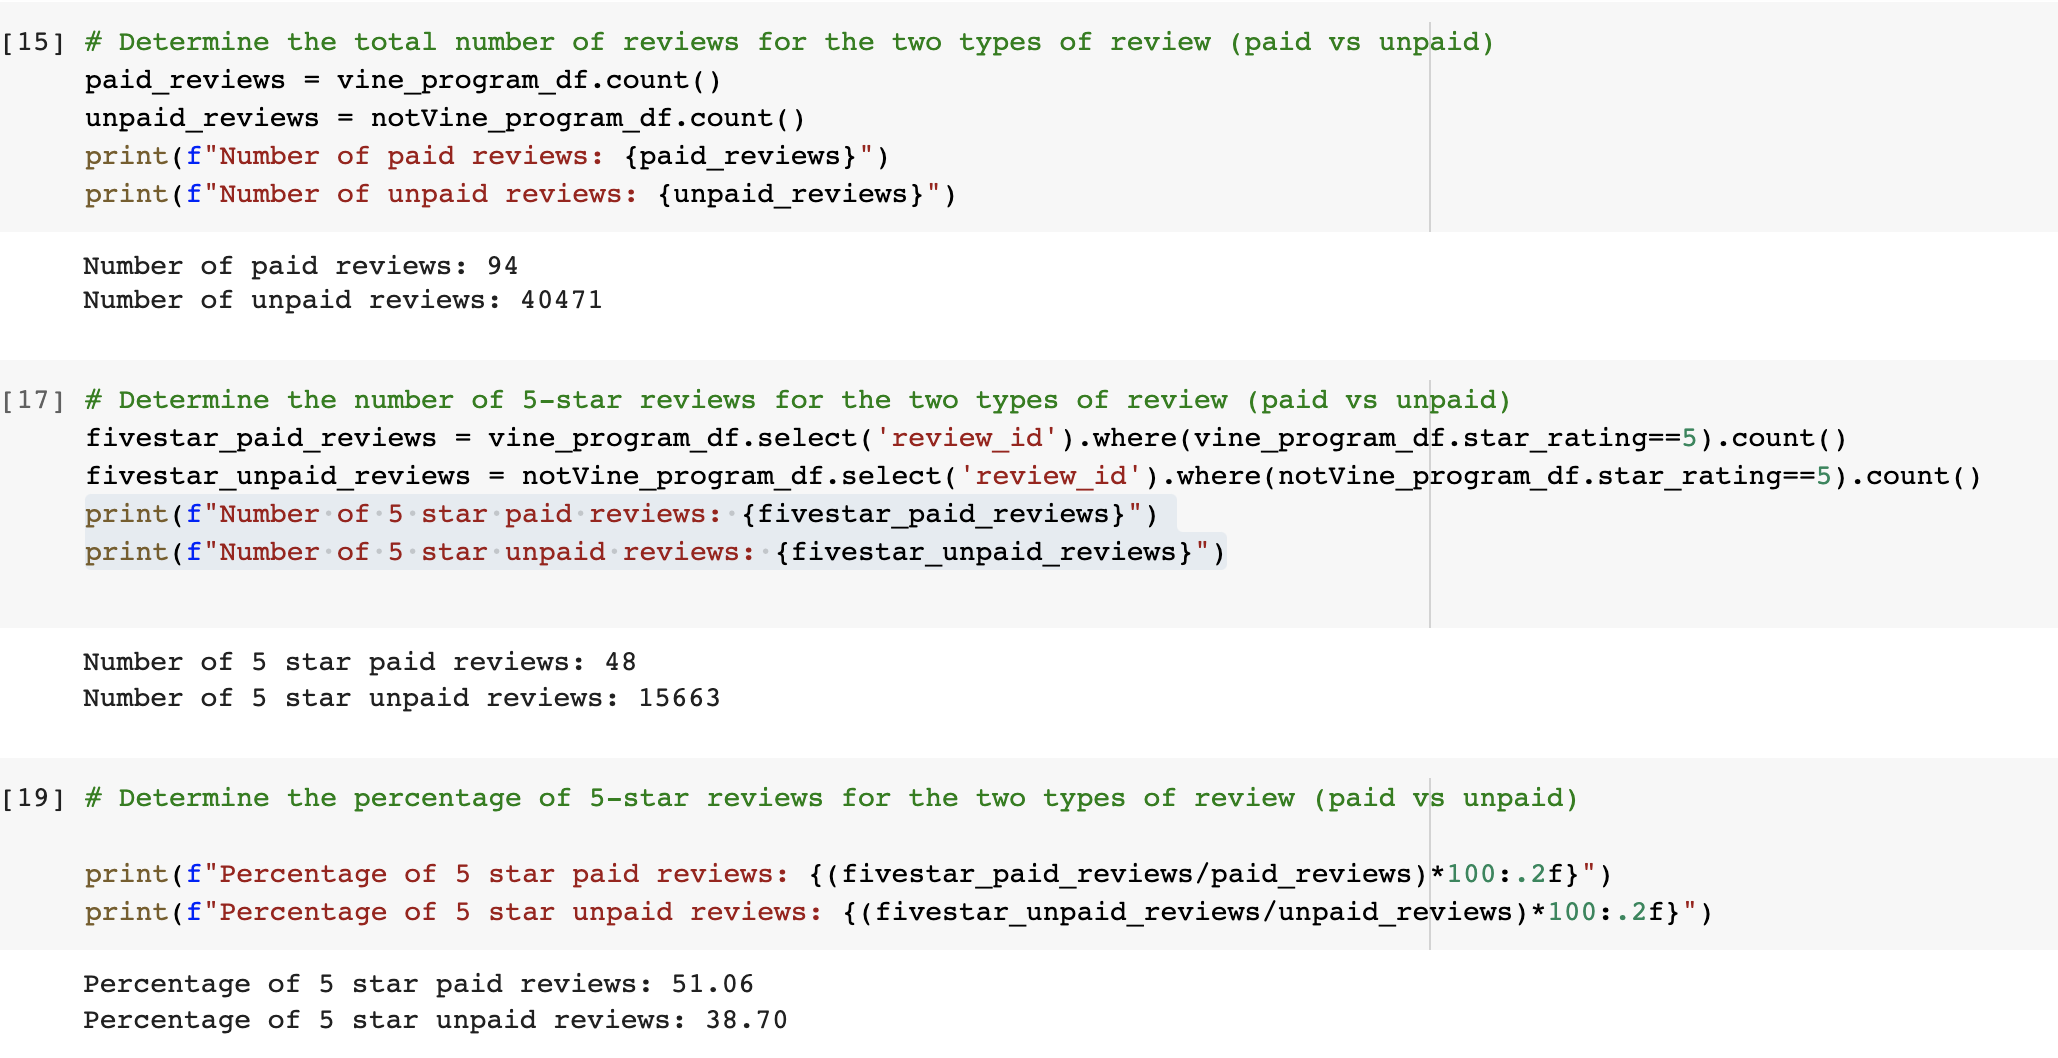 [15] # Determine the total number of reviews for the two types of review (paid vs unpaid)
paid_reviews = vine_program_df.count()
unpaid_reviews = notVine_program_df.count()
print(f"Number of paid reviews: {paid_reviews}")
print(f"Number of unpaid reviews: {unpaid_reviews}")
Number of paid reviews: 94
Number of unpaid reviews: 40471
[17] # Determine the number of 5-star reviews for the two types of review (paid vs unpaid)
fivestar_paid_reviews = vine_program_df.select('review_id').where(vine_program_df.star_rating==5).count()
fivestar_unpaid_reviews = notVine_program_df.select('review_id').where(notVine_program_df.star_rating==5).count()
print(f"Number of 5 star paid reviews: {fivestar_paid_reviews}")
print(f"Number of 5 star unpaid reviews: {fivestar_unpaid_reviews}")
Number of 5 star paid reviews: 48
Number of 5 star unpaid reviews: 15663
[19] # Determine the percentage of 5-star reviews for the two types of review (paid vs unpaid)
print(f"Percentage of 5 star paid reviews: {(fivestar_paid_reviews/paid_reviews)*100:.2f}")
print(f"Percentage of 5 star unpaid reviews: {(fivestar_unpaid_reviews/unpaid_reviews)*100:.2f}")
Percentage of 5 star paid reviews: 51.06
Percentage of 5 star unpaid reviews: 38.70